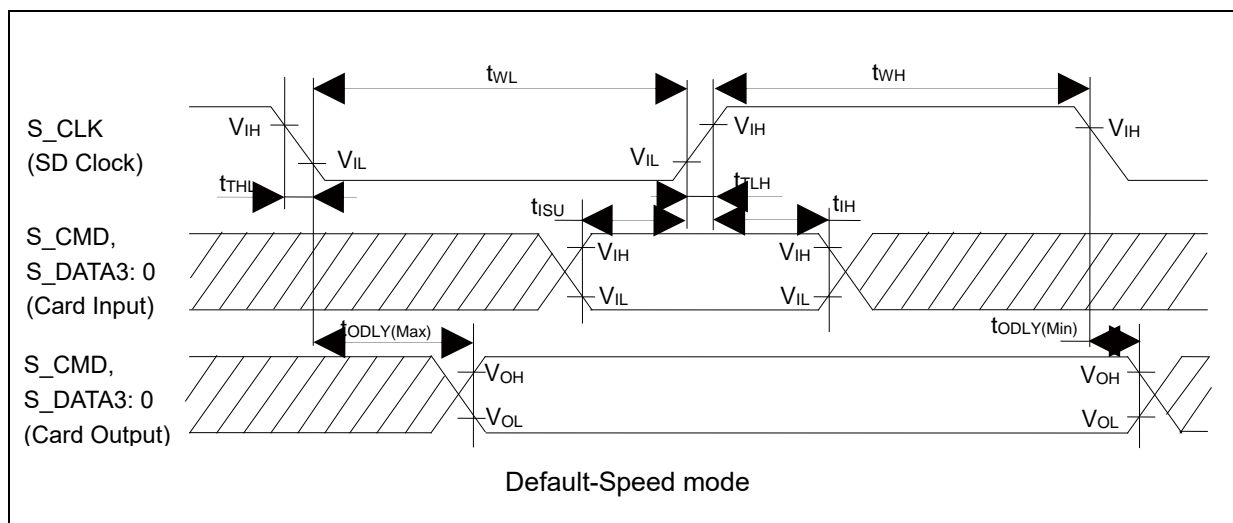 tWL
tWH
S_CLK
(SD Clock)
VIH
VIL
VIL
VIH
VIH
tTHL
tTLH
tISU
tIH
S_CMD,
S_DATA3: 0
(Card Input)
VIH
VIL
VIH
VIL
tODLY(Max)
tODLY(Min)
S_CMD,
S_DATA3: 0
(Card Output)
VOH
VOL
VOH
VOL
Default-Speed mode